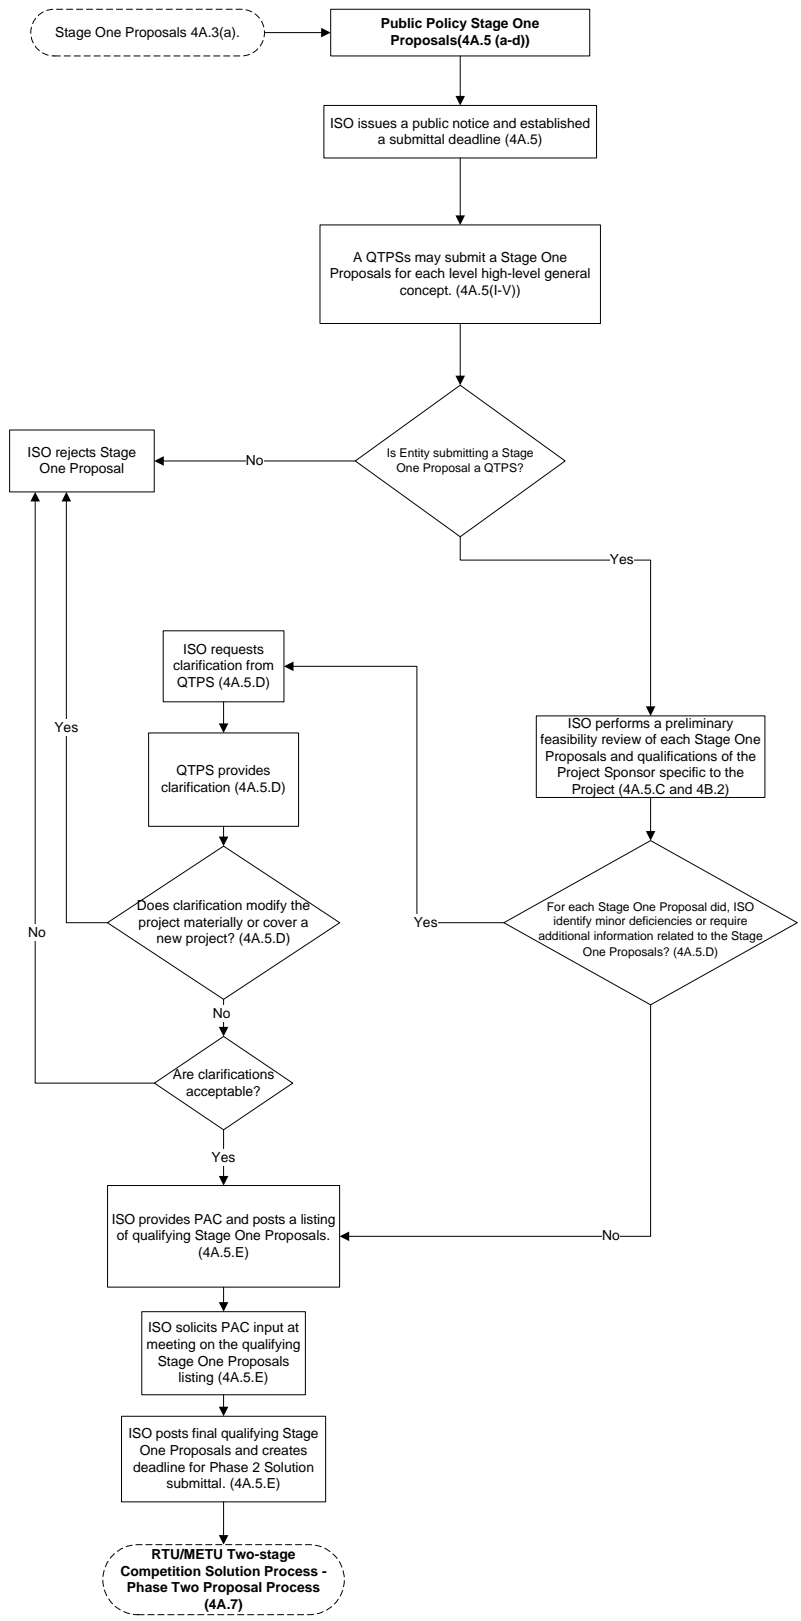 Stage One Proposals 4A.3(a).
Public Policy Stage One
Proposals(4A.5 (a-d))
ISO issues a public notice and established
a submittal deadline (4A.5)
A QTPSs may submit a Stage One
Proposals for each level high-level general
concept. (4A.5(I-V))
Is Entity submitting a Stage
One Proposal a QTPS?
No
ISO rejects Stage
One Proposal
Yes
ISO performs a preliminary
feasibility review of each Stage One
Proposals and qualifications of the
Project Sponsor specific to the
Project (4A.5.C and 4B.2)
For each Stage One Proposal did, ISO
identify minor deficiencies or require
additional information related to the Stage
One Proposals? (4A.5.D)
Yes
ISO requests
clarification from
QTPS (4A.5.D)
QTPS provides
clarification (4A.5.D)
Does clarification modify the
project materially or cover a
new project? (4A.5.D)
Yes
No
Are clarifications
acceptable?
No
Yes
No
ISO provides PAC and posts a listing
of qualifying Stage One Proposals.
(4A.5.E)
ISO solicits PAC input at
meeting on the qualifying
Stage One Proposals
listing (4A.5.E)
ISO posts final qualifying Stage
One Proposals and creates
deadline for Phase 2 Solution
submittal. (4A.5.E)
RTU/METU Two-stage
Competition Solution Process -
Phase Two Proposal Process
(4A.7)